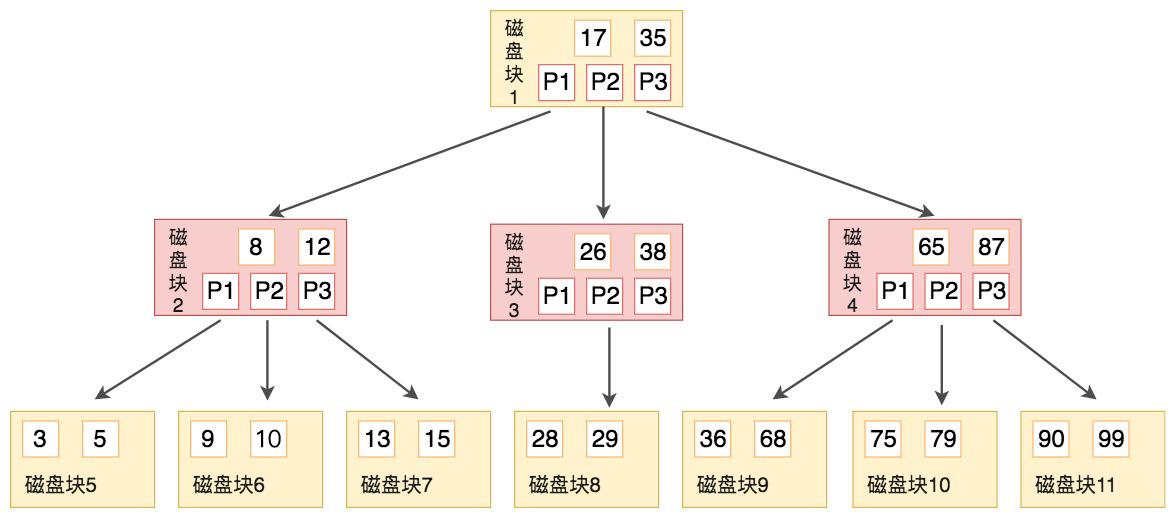 磁盘块1
17 35
P1 P2 P3
磁盘块2
8 12
P1 P2 P3
磁盘块3
26 38
P1 P2 P3
磁盘块4
65 87
P1 P2 P3
3 5
磁盘块5
9 10
磁盘块6
13 15
磁盘块7
28 29
磁盘块8
36 68
磁盘块9
75 79
磁盘块10
90 99
磁盘块11